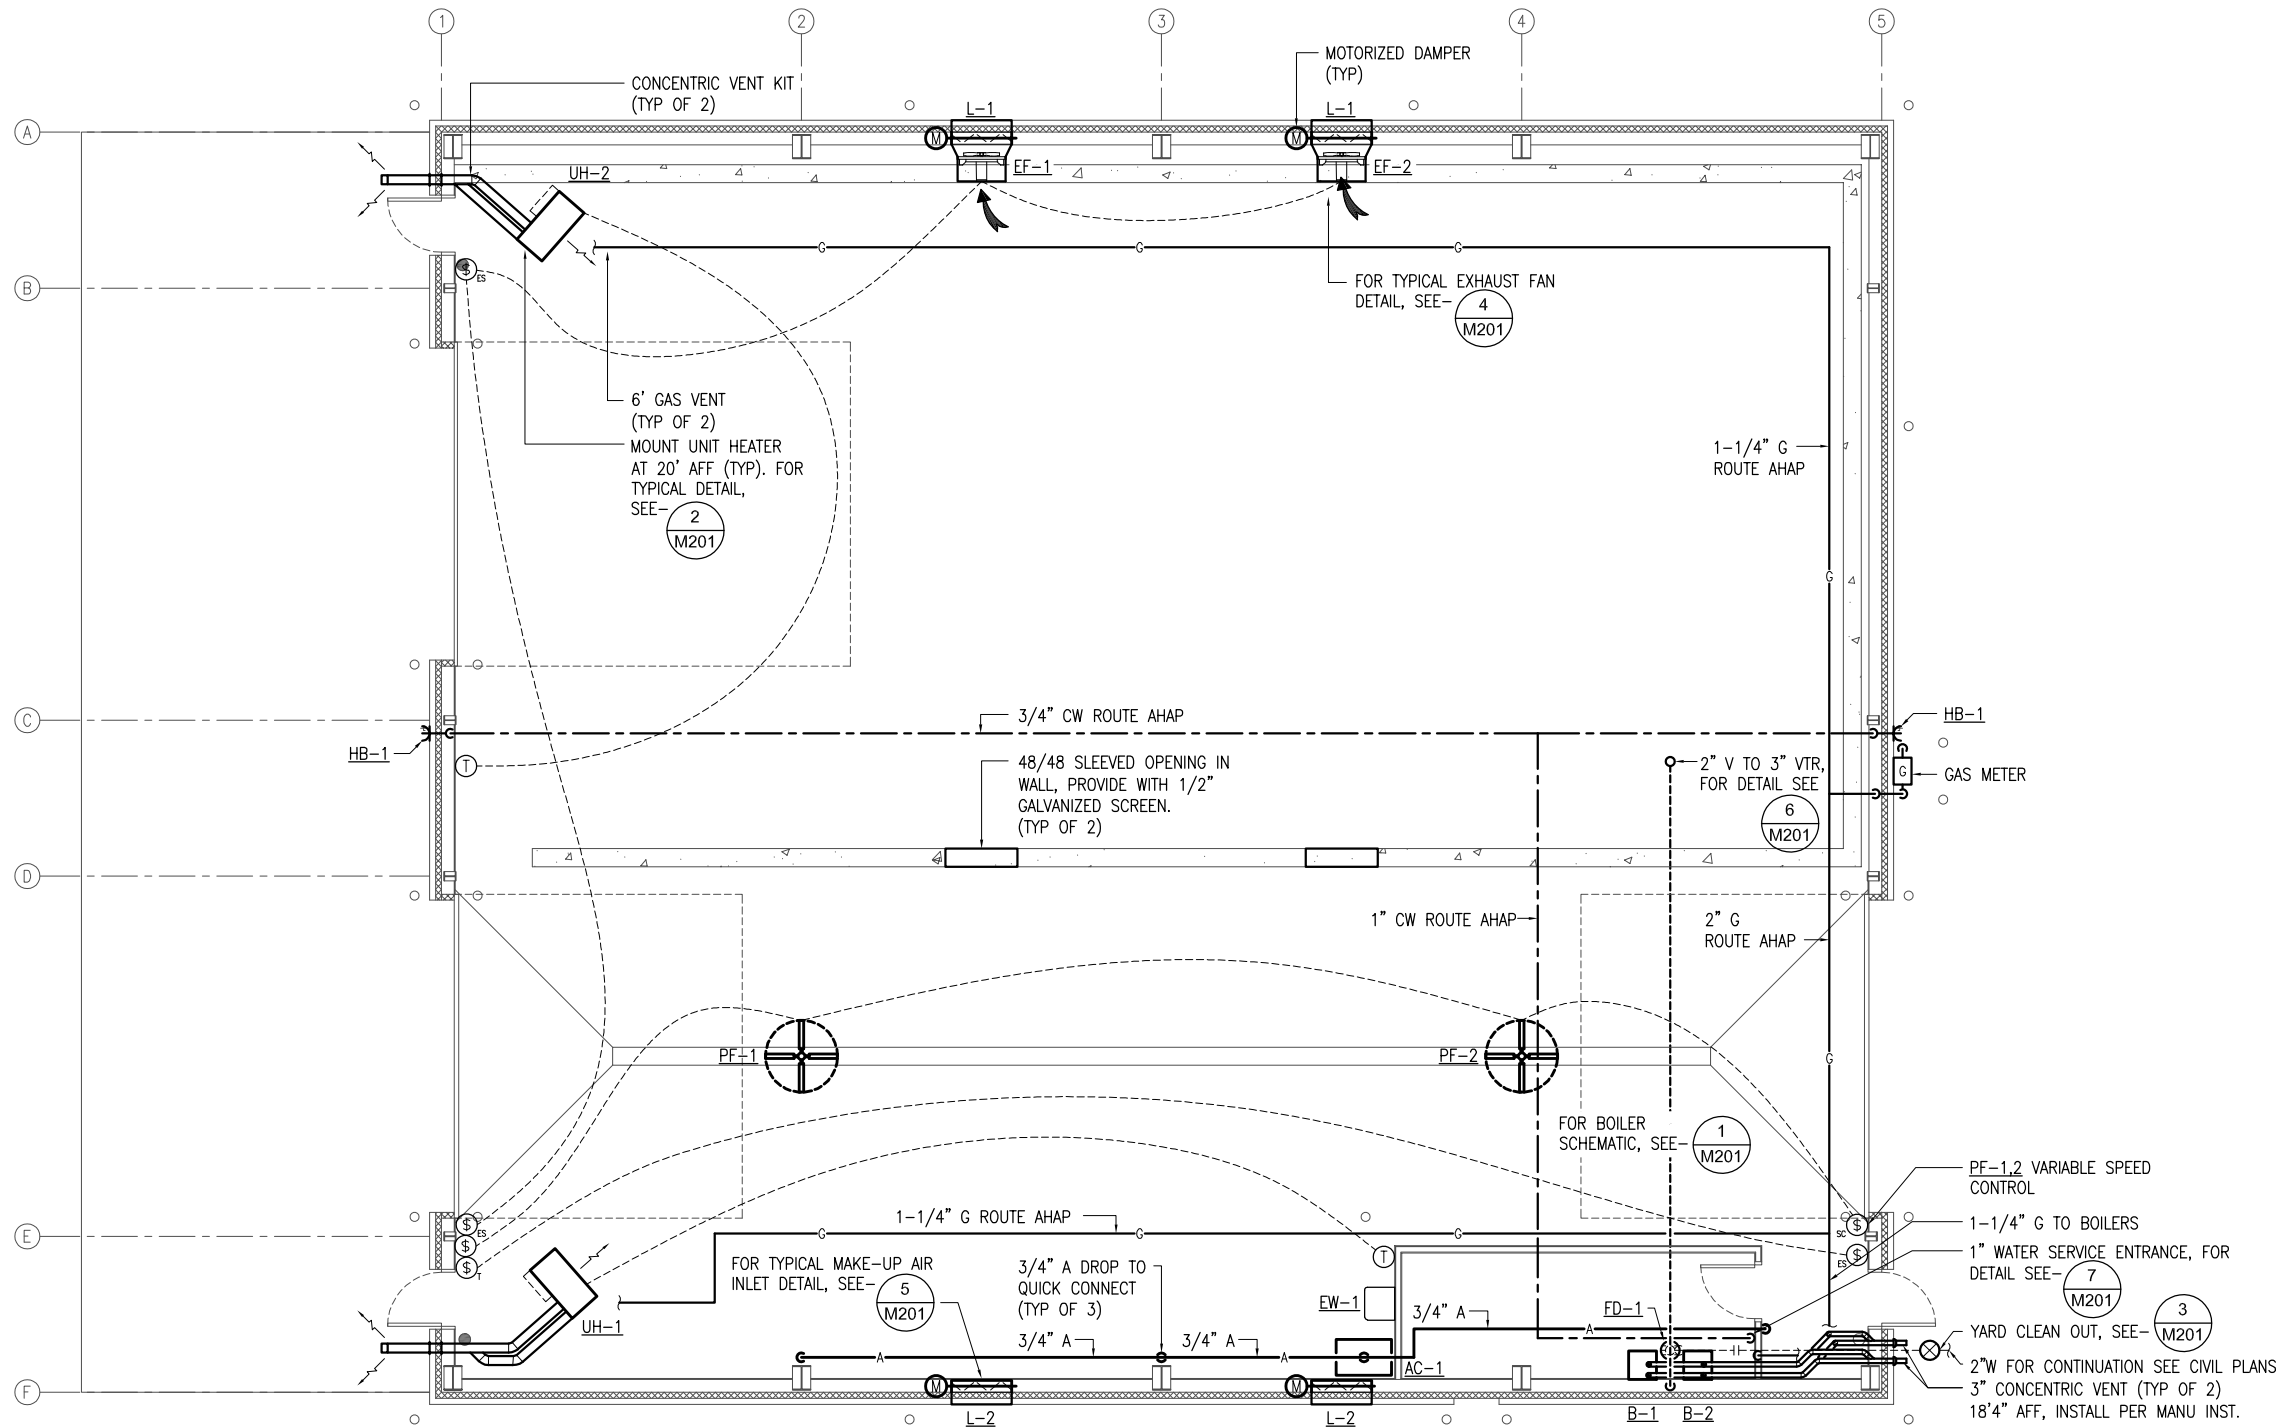 1
2
3
4
5
MOTORIZED DAMPER
(TYP)
CONCENTRIC VENT KIT
(TYP OF 2)
L-1
L-1
A
M
M
UH-2
EF-1
EF-2
G
G
G
$
ES
B
FOR TYPICAL EXHAUST FAN
DETAIL, SEE-
4
M201
6' GAS VENT
(TYP OF 2)
MOUNT UNIT HEATER
AT 20' AFF (TYP). FOR
TYPICAL DETAIL,
SEE-
2
M201
1-1/4" G
ROUTE AHAP
G
C
3/4" CW ROUTE AHAP
HB-1
HB-1
T
48/48 SLEEVED OPENING IN
WALL, PROVIDE WITH 1/2"
GALVANIZED SCREEN.
(TYP OF 2)
2" V TO 3" VTR,
FOR DETAIL SEE
6
M201
G
GAS METER
D
1" CW ROUTE AHAP
2" G
ROUTE AHAP
PF-1
PF-2
G
FOR BOILER
SCHEMATIC, SEE-
1
M201
PF-1,2 VARIABLE SPEED
CONTROL
E
$
ES
$
$
T
1-1/4" G ROUTE AHAP
G
G
G
$
SC
$
ES
1-1/4" G TO BOILERS
1" WATER SERVICE ENTRANCE, FOR
DETAIL SEE-
7
M201
FOR TYPICAL MAKE-UP AIR
INLET DETAIL, SEE-
5
M201
3/4" A DROP TO
QUICK CONNECT
(TYP OF 3)
T
EW-1
FD-1
3/4" A
A
UH-1
3/4" A
3/4" A
A
A
AC-1
YARD CLEAN OUT, SEE-
3
M201
2"W FOR CONTINUATION SEE CIVIL PLANS
3" CONCENTRIC VENT (TYP OF 2)
18'4" AFF, INSTALL PER MANU INST.
F
M
M
L-2
L-2
B-1
B-2